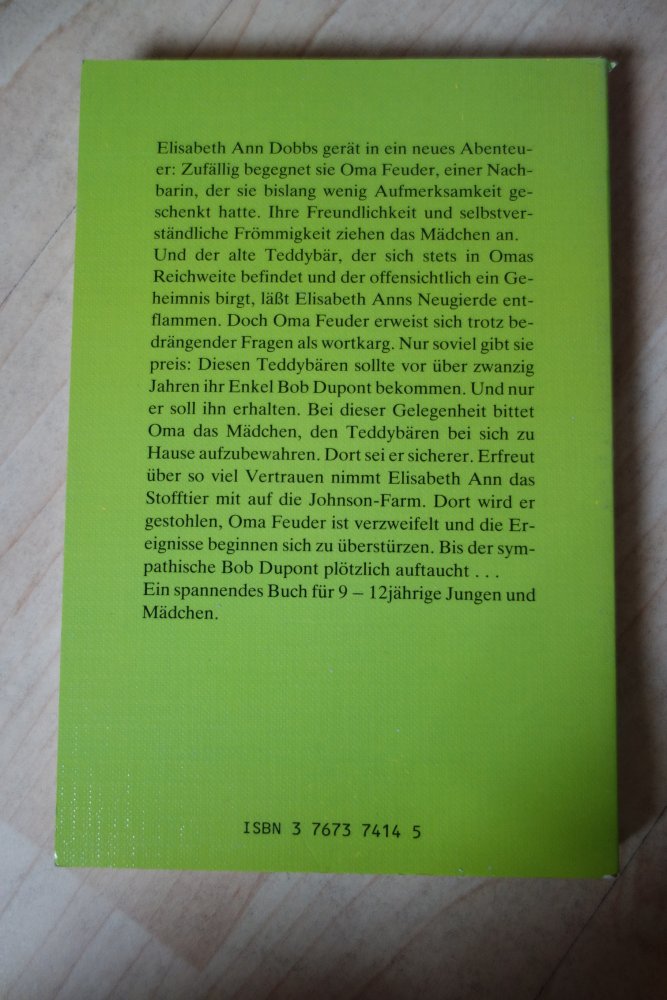 Elisabeth Ann Dobbs gerät in ein neues Abenteu-
er: Zufällig begegnet sie Oma Feuder, einer Nach-
barin, der sie bislang wenig Aufmerksamkeit ge-
schenkt hatte. Ihre Freundlichkeit und selbstver-
ständliche Frömmigkeit ziehen das Mädchen an.
Und der alte Teddybär, der sich stets in Omas
Reichweite befindet und der offensichtlich ein Ge-
heimnis birgt, läßt Elisabeth Anns Neugierde ent-
flammen. Doch Oma Feuder erweist sich trotz be-
drängender Fragen als wortkarg. Nur soviel gibt sie
preis: Diesen Teddybären sollte vor über zwanzig
Jahren ihr Enkel Bob Dupont bekommen. Und nur
er soll ihn erhalten. Bei dieser Gelegenheit bittet
Oma das Mädchen, den Teddybären bei sich zu
Hause aufzubewahren. Dort sei er sicherer. Erfreut
über so viel Vertrauen nimmt Elisabeth Ann das
Stofftier mit auf die Johnson-Farm. Dort wird er
gestohlen, Oma Feuder ist verzweifelt und die Er-
eignisse beginnen sich zu überstürzen. Bis der sym-
pathische Bob Dupont plötzlich auftaucht . . .
Ein spannendes Buch für 9 – 12jährige Jungen und
Mädchen.
ISBN 3 7673 7414 5